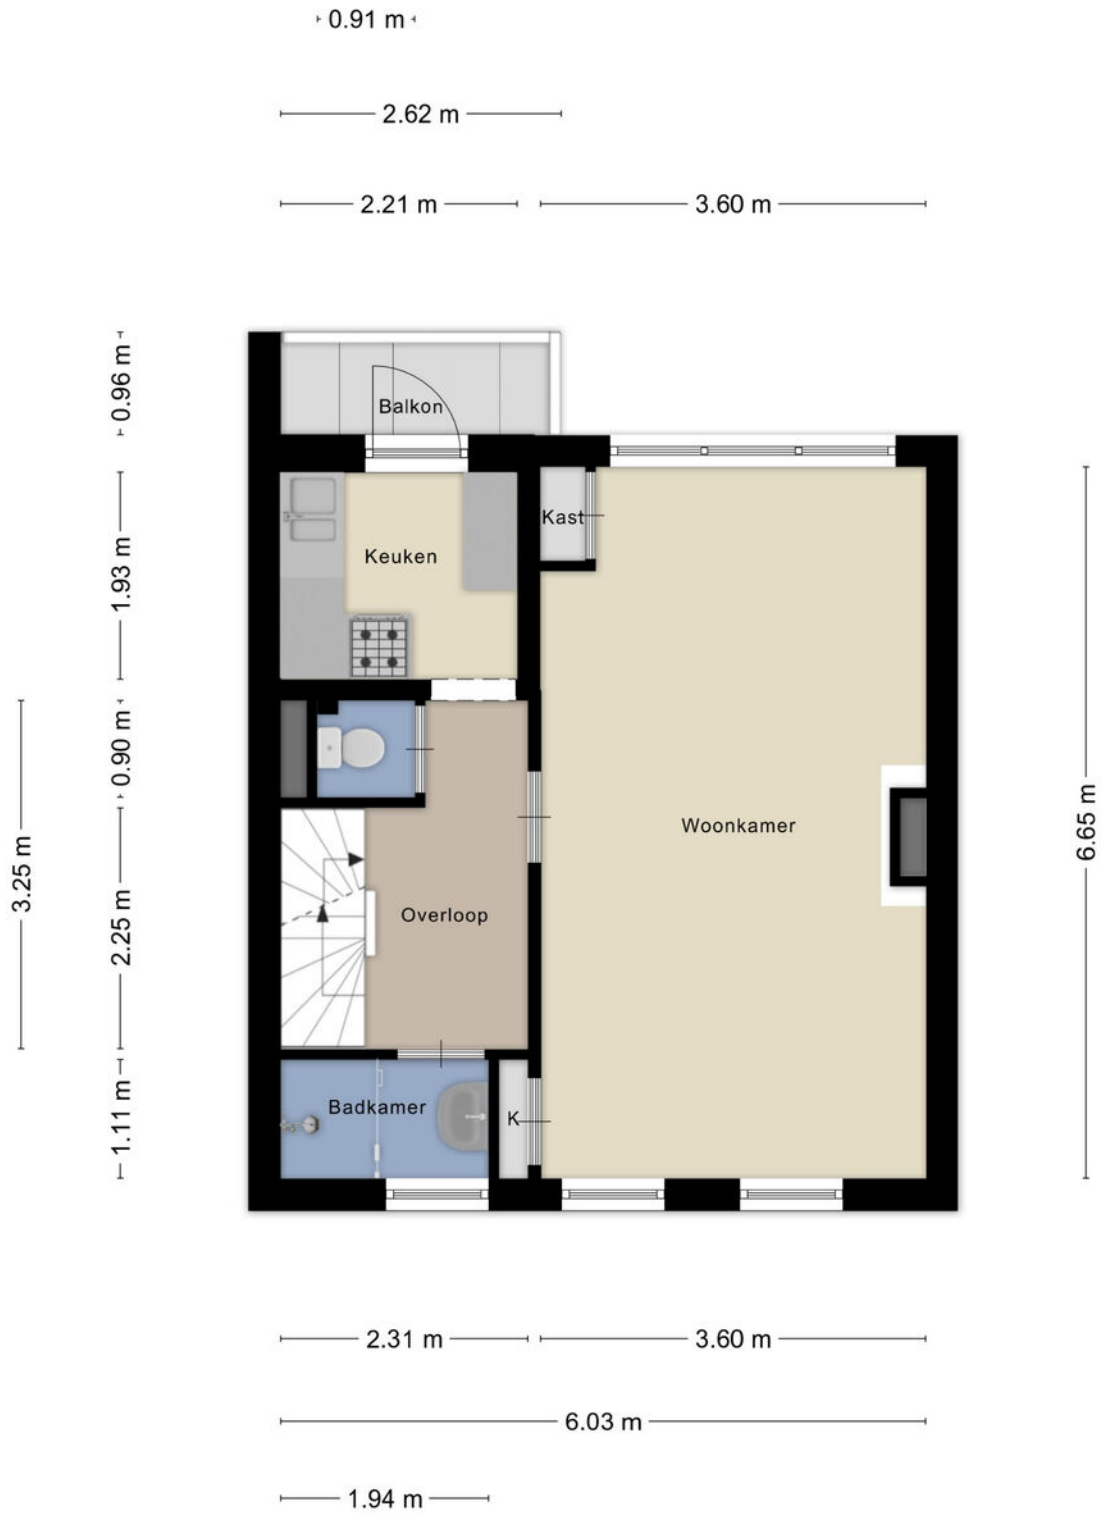 0.91 m
2.62 m
2.21 m
3.60 m
0.96 m
Balkon
Kast
Keuken
1.93 m
0.90 m
Woonkamer
6.65 m
3.25 m
2.25 m
Overloop
Badkamer
K
1.11 m
2.31 m
3.60 m
6.03 m
1.94 m